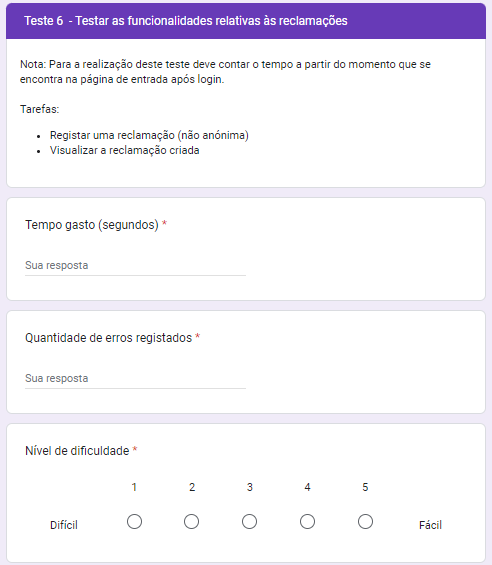 Teste 6 - Testar as funcionalidades relativas às reclamações
Nota: Para a realização deste teste deve contar o tempo a partir do momento que se
encontra na página de entrada após login.
Tarefas:
• Registar uma reclamação (não anónima)
• Visualizar a reclamação criada
Tempo gasto (segundos) *
Sua resposta
Quantidade de erros registados *
Sua resposta
Nível de dificuldade *
1 2 3 4 5
Difícil Fácil